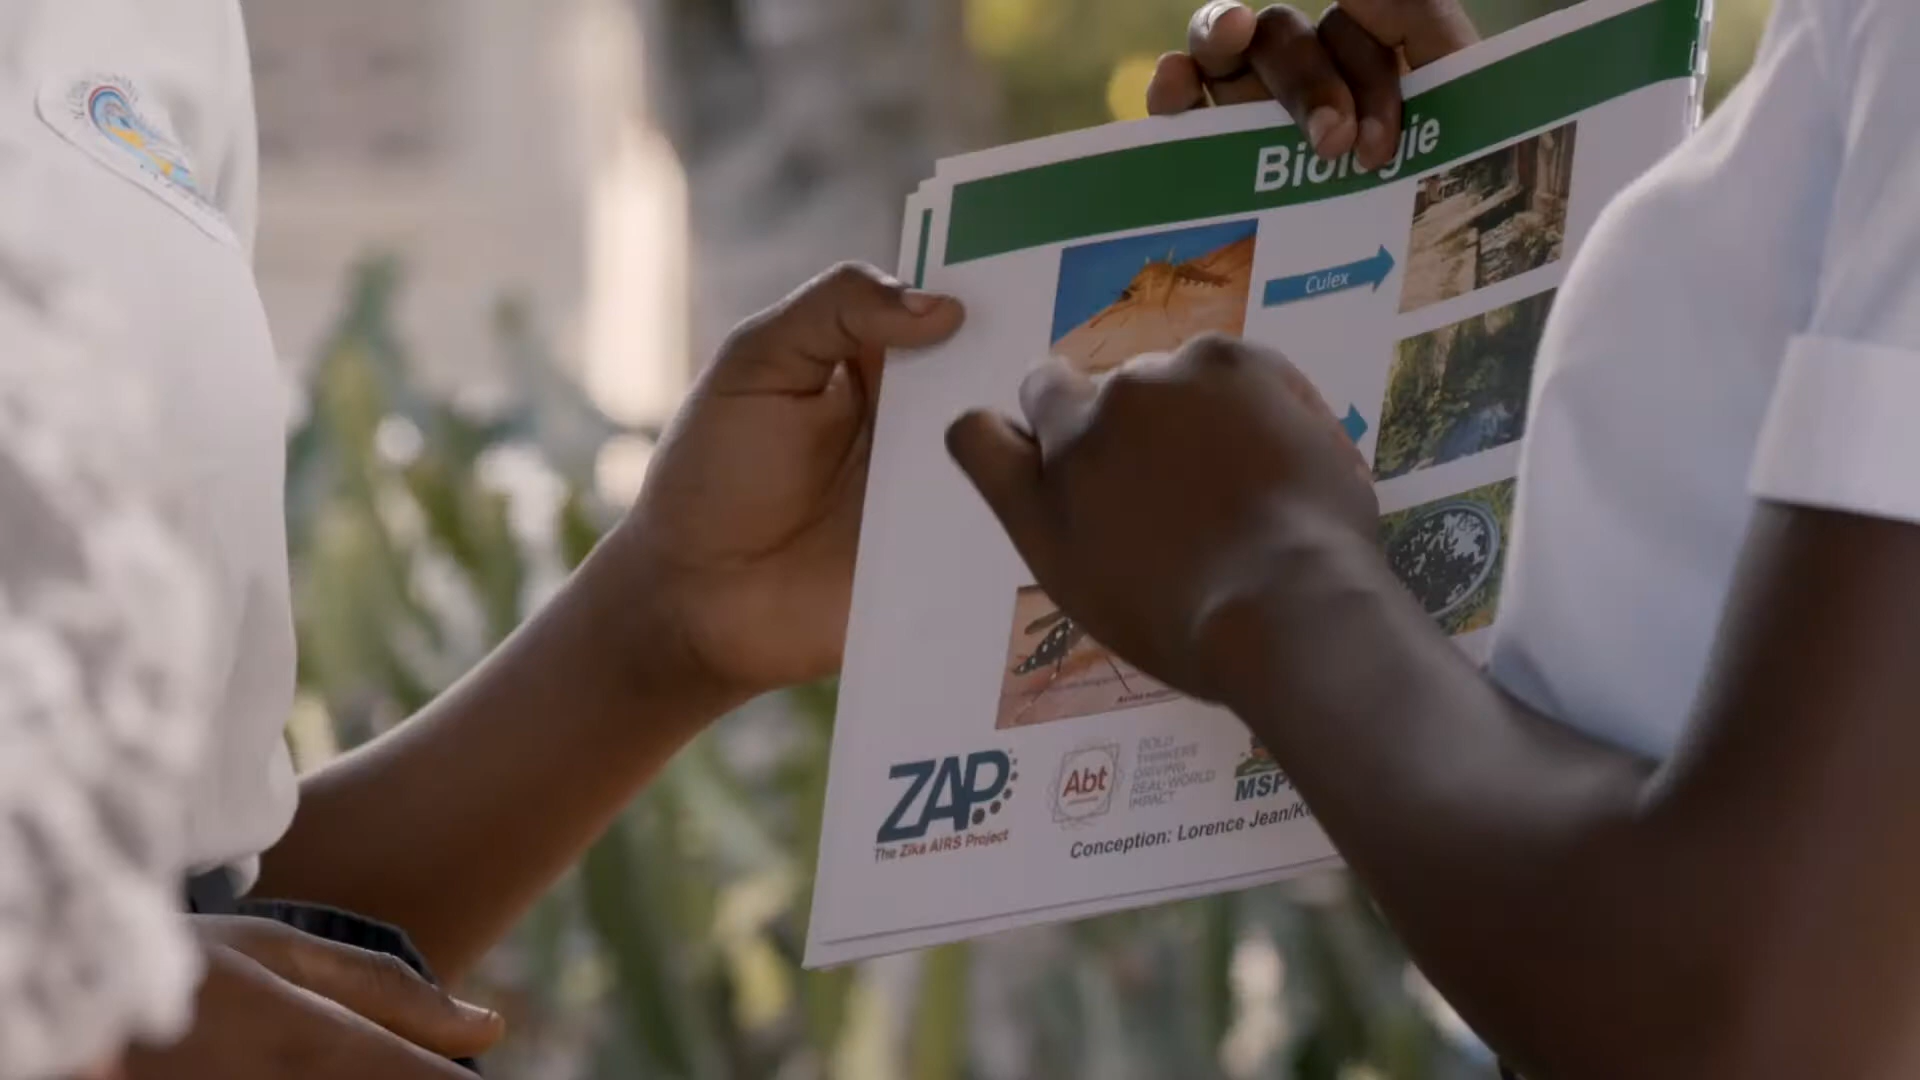 Biologie
Culex
ZAP
The Zika AIRS Project
Abt
BOLD
THINKERS
DRIVING
REAL-WORLD
IMPACT
Conception: Lorence Jean/